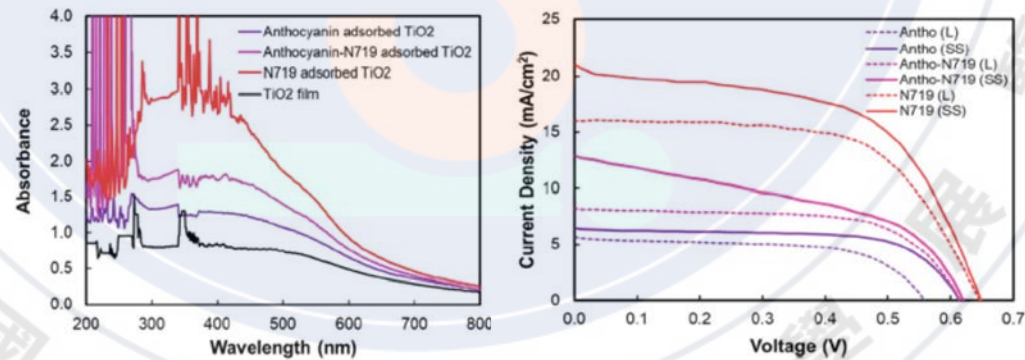 4.0
3.5
3.0
2.5
2.0
1.5
1.0
0.5
0.0
Absorbance
Anthocyanin adsorbed TiO2
Anthocyanin-N719 adsorbed TiO2
N719 adsorbed TiO2
TiO2 film
200 300 400 500 600 700 800
Wavelength (nm)
25
20
15
10
5
0
Current Density (mA/cm²)
Antho (L)
Antho (SS)
Antho-N719 (L)
Antho-N719 (SS)
N719 (L)
N719 (SS)
0.0 0.1 0.2 0.3 0.4 0.5 0.6 0.7
Voltage (V)
展